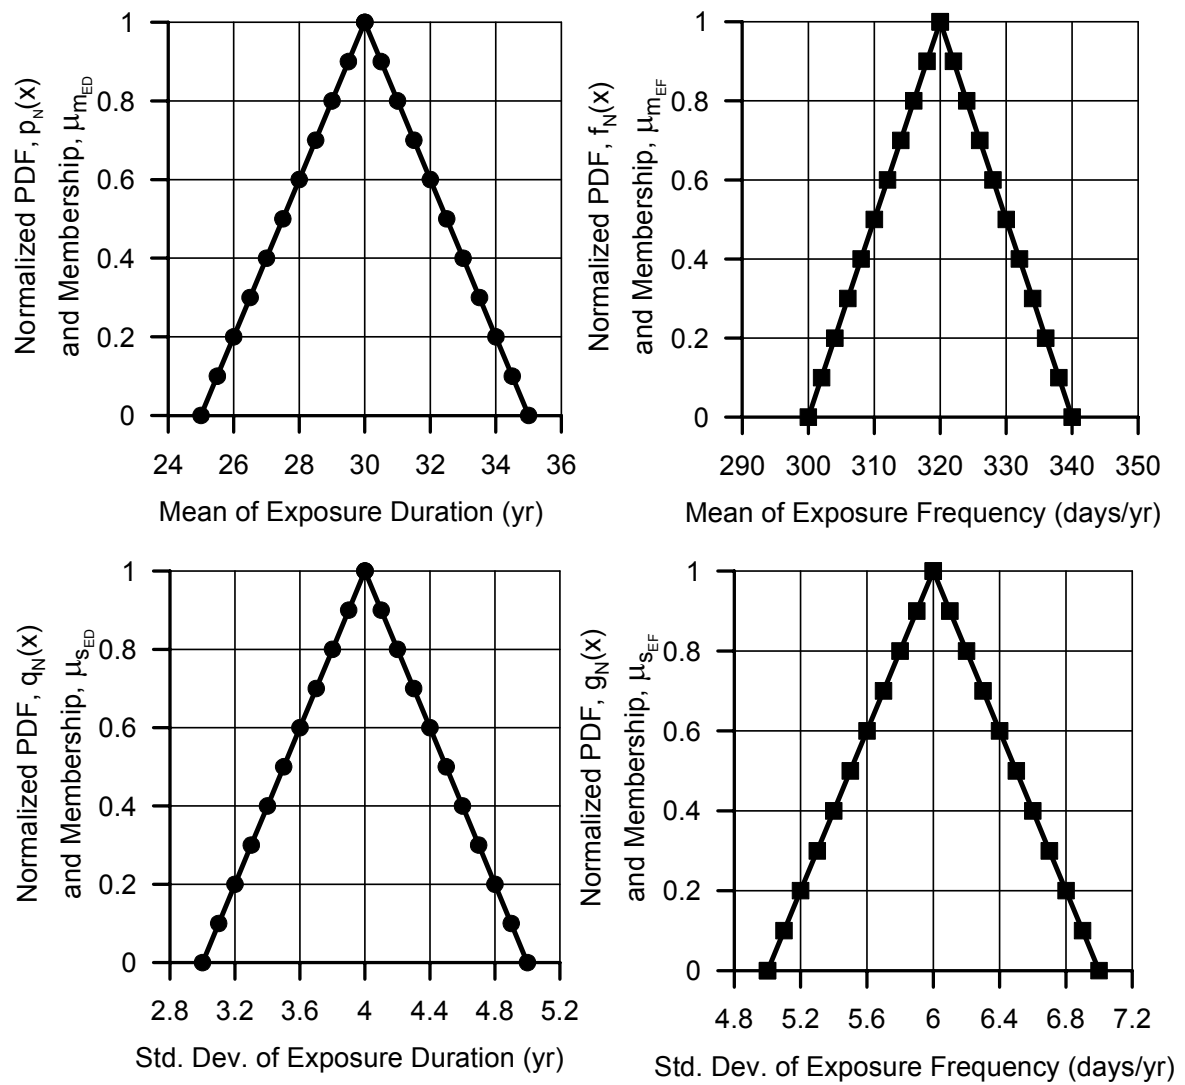 Normalized PDF, pN(x)
and Membership, μmED
1
0.8
0.6
0.4
0.2
0
24 26 28 30 32 34 36
Mean of Exposure Duration (yr)
Normalized PDF, fN(x)
and Membership, μmEF
1
0.8
0.6
0.4
0.2
0
290 300 310 320 330 340 350
Mean of Exposure Frequency (days/yr)
Normalized PDF, qN(x)
and Membership, μsED
1
0.8
0.6
0.4
0.2
0
2.8 3.2 3.6 4 4.4 4.8 5.2
Std. Dev. of Exposure Duration (yr)
Normalized PDF, gN(x)
and Membership, μsEF
1
0.8
0.6
0.4
0.2
0
4.8 5.2 5.6 6 6.4 6.8 7.2
Std. Dev. of Exposure Frequency (days/yr)